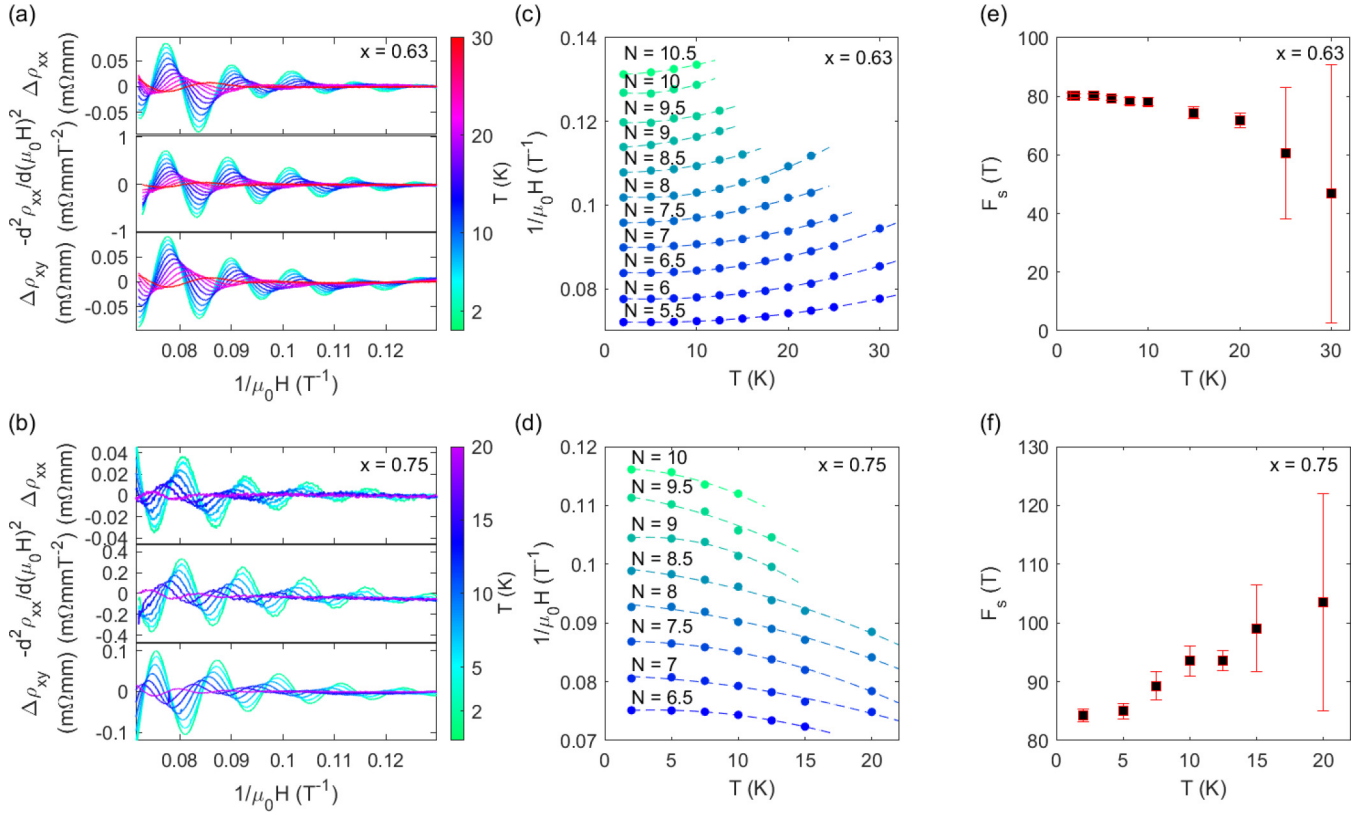 (a)
x = 0.63
Δρxx
(mΩmm)
0.05
0
-0.05
-d²ρxx/d(μ₀H)²
(mΩmmT⁻²)
1
0
-1
Δρxy
(mΩmm)
0.05
0
-0.05
0.08 0.09 0.1 0.11 0.12
1/μ₀H (T⁻¹)
30
20
10
2
T (K)
(c)
x = 0.63
0.14
0.12
0.1
0.08
1/μ₀H (T⁻¹)
N = 10.5
N = 10
N = 9.5
N = 9
N = 8.5
N = 8
N = 7.5
N = 7
N = 6.5
N = 6
N = 5.5
0 10 20 30
T (K)
(e)
x = 0.63
100
80
60
40
20
0
Fs (T)
0 10 20 30
T (K)
(b)
x = 0.75
Δρxx
(mΩmm)
0.04
0.02
0
-0.02
-0.04
-d²ρxx/d(μ₀H)²
(mΩmmT⁻²)
0.4
0.2
0
-0.2
-0.4
Δρxy
(mΩmm)
0.1
0
-0.1
0.08 0.09 0.1 0.11 0.12
1/μ₀H (T⁻¹)
20
15
10
5
2
T (K)
(d)
x = 0.75
0.12
0.11
0.1
0.09
0.08
0.07
1/μ₀H (T⁻¹)
N = 10
N = 9.5
N = 9
N = 8.5
N = 8
N = 7.5
N = 7
N = 6.5
0 5 10 15 20
T (K)
(f)
x = 0.75
130
120
110
100
90
80
Fs (T)
0 5 10 15 20
T (K)